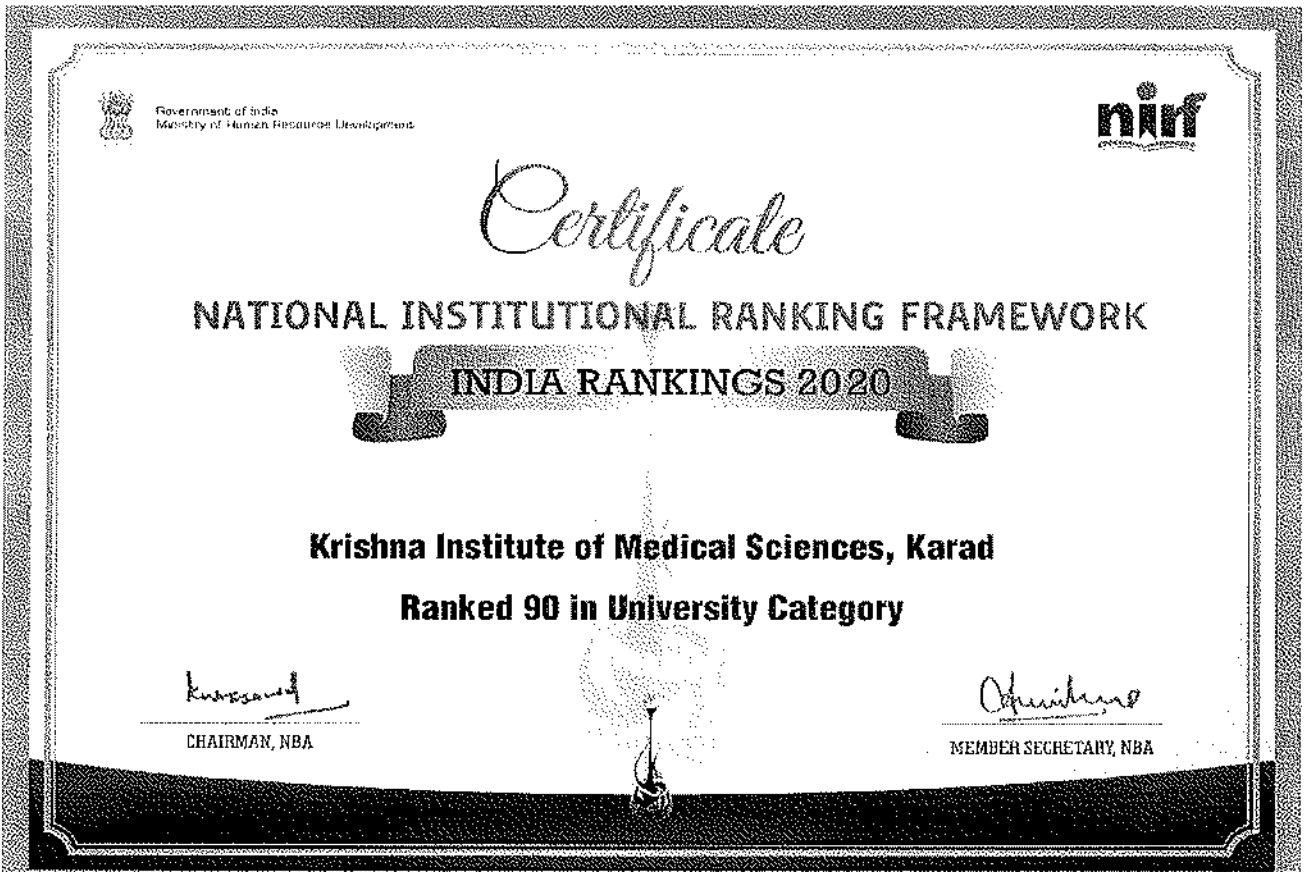 Government of India
Ministry of Human Resource Development
nirf
Certificate
NATIONAL INSTITUTIONAL RANKING FRAMEWORK
INDIA RANKINGS 2020
Krishna Institute of Medical Sciences, Karad
Ranked 90 in University Category
CHAIRMAN, NBA
MEMBER SECRETARY, NBA